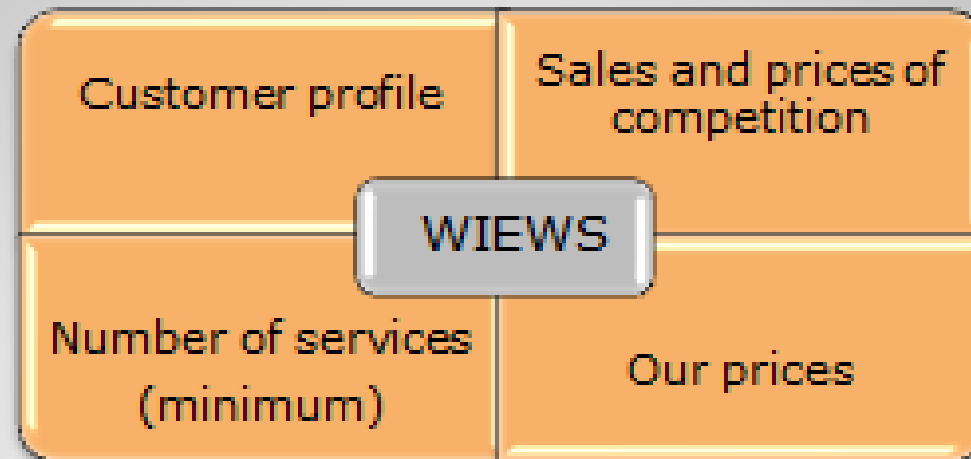 Customer profile
Sales and prices of
competition
WIEWS
Number of services
(minimum)
Our prices